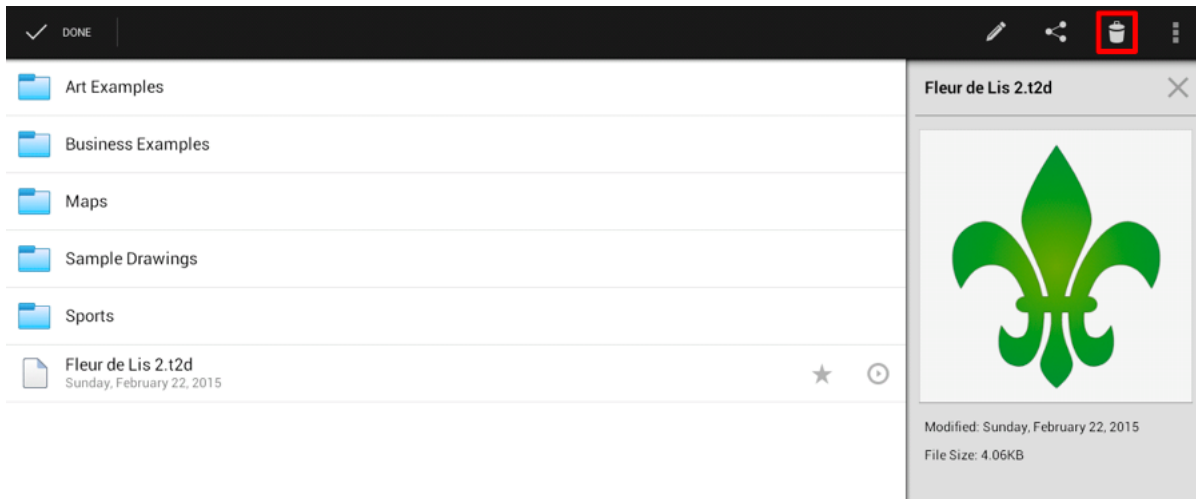 DONE
Art Examples
Business Examples
Maps
Sample Drawings
Sports
Fleur de Lis 2.t2d
Sunday, February 22, 2015
Fleur de Lis 2.t2d
Modified: Sunday, February 22, 2015
File Size: 4.06KB